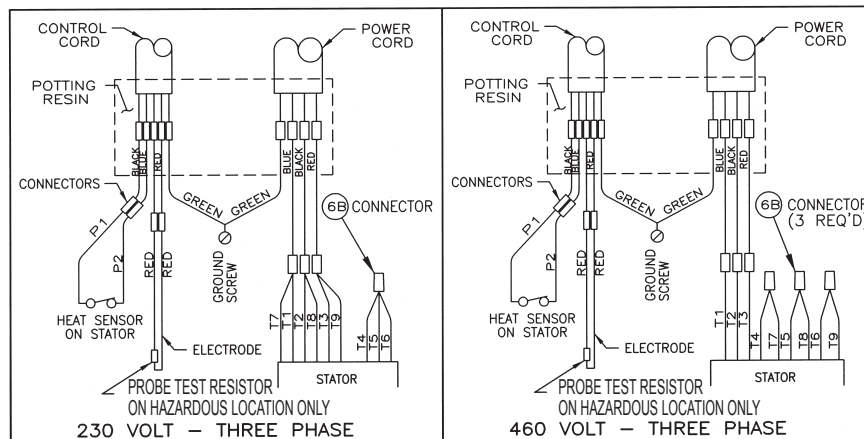 CONTROL
CORD
POWER
CORD
POTTING
RESIN
BLACK
BLUE
RED
BLUE
BLACK
RED
CONNECTORS
GREEN
GREEN
6B CONNECTOR
P1
P2
RED
RED
GROUND
SCREW
HEAT SENSOR
ON STATOR
T7
T1
T2
T8
T3
T9
T4
T5
T6
ELECTRODE
STATOR
PROBE TEST RESISTOR
ON HAZARDOUS LOCATION ONLY
230 VOLT – THREE PHASE
CONTROL
CORD
POWER
CORD
POTTING
RESIN
BLACK
BLUE
RED
BLUE
BLACK
RED
CONNECTORS
GREEN
GREEN
6B CONNECTOR
(3 REQ'D)
P1
P2
RED
RED
GROUND
SCREW
HEAT SENSOR
ON STATOR
T1
T2
T3
T4
T7
T5
T8
T6
T9
ELECTRODE
STATOR
PROBE TEST RESISTOR
ON HAZARDOUS LOCATION ONLY
460 VOLT – THREE PHASE